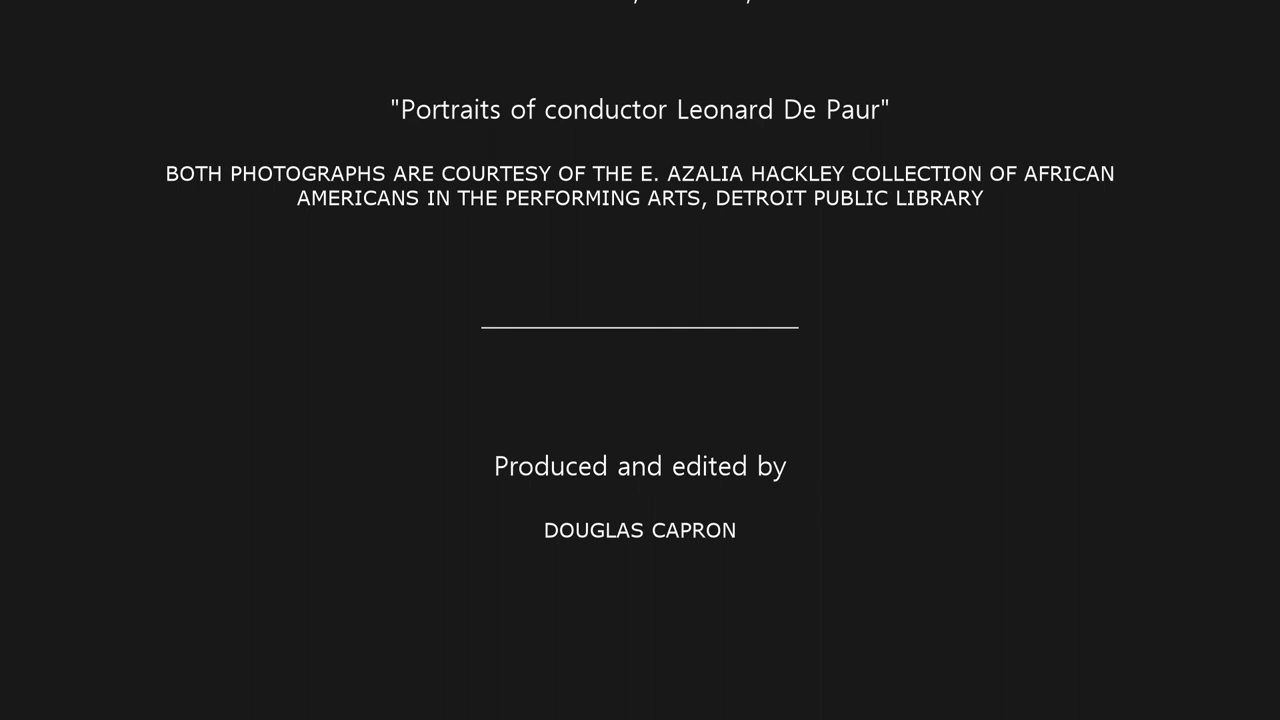 "Portraits of conductor Leonard De Paur"
BOTH PHOTOGRAPHS ARE COURTESY OF THE E. AZALIA HACKLEY COLLECTION OF AFRICAN
AMERICANS IN THE PERFORMING ARTS, DETROIT PUBLIC LIBRARY
Produced and edited by
DOUGLAS CAPRON